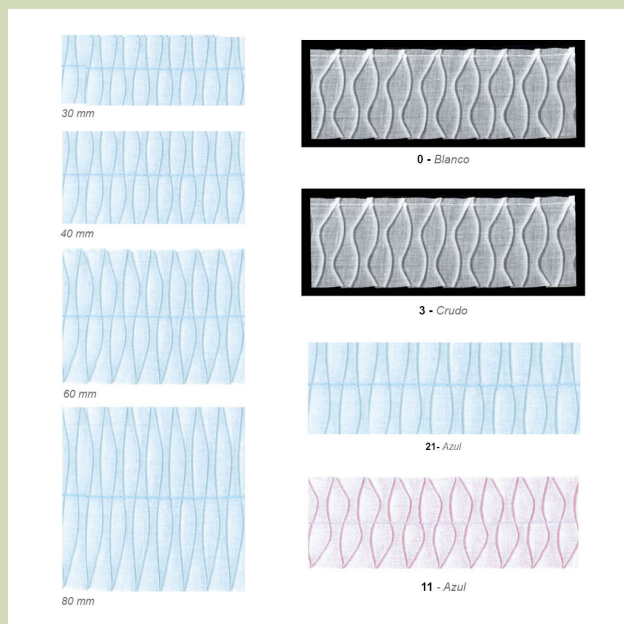 30 mm
40 mm
60 mm
80 mm
0 - Blanco
3 - Crudo
21- Azul
11 - Azul